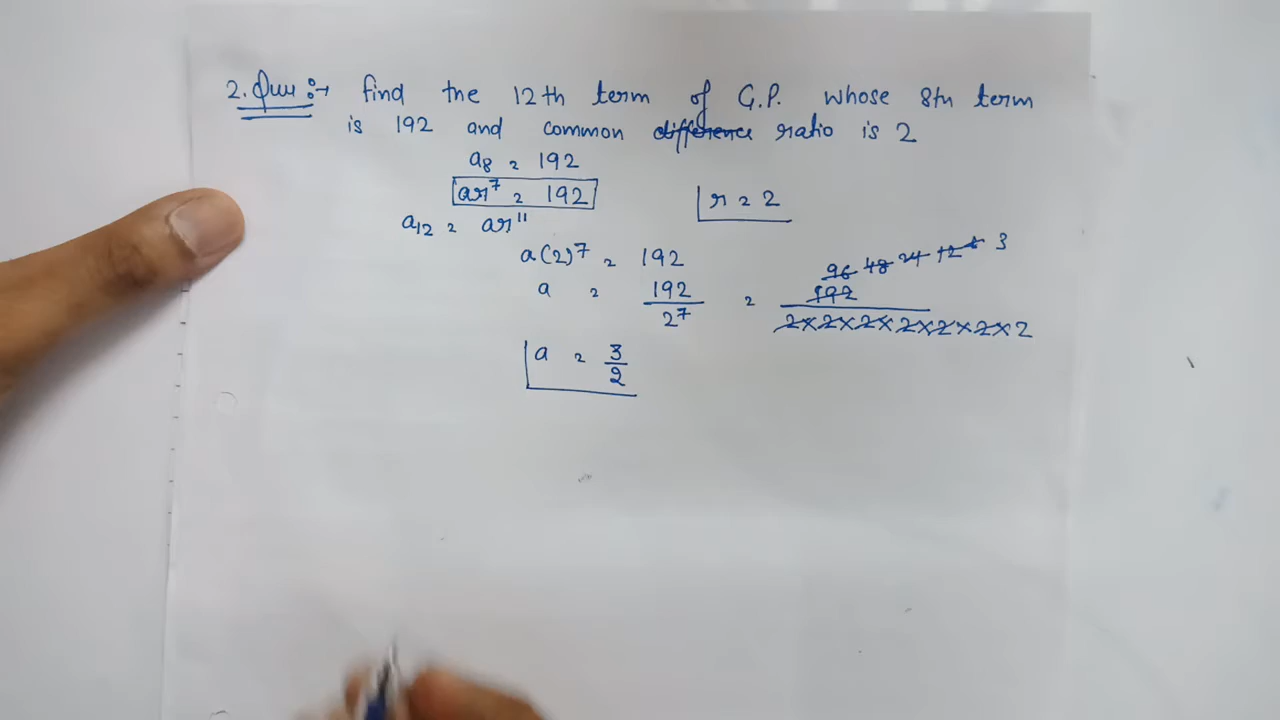 2. Que :→ find the 12th term of G.P. whose 8th term
is 192 and common difference ratio is 2
a₈ = 192
ar⁷ = 192
r = 2
a₁₂ = ar¹¹
a(2)⁷ = 192
a = 192/2⁷ = 192 96 48 24 12 6 3 / 2×2×2×2×2×2×2
a = 3/2